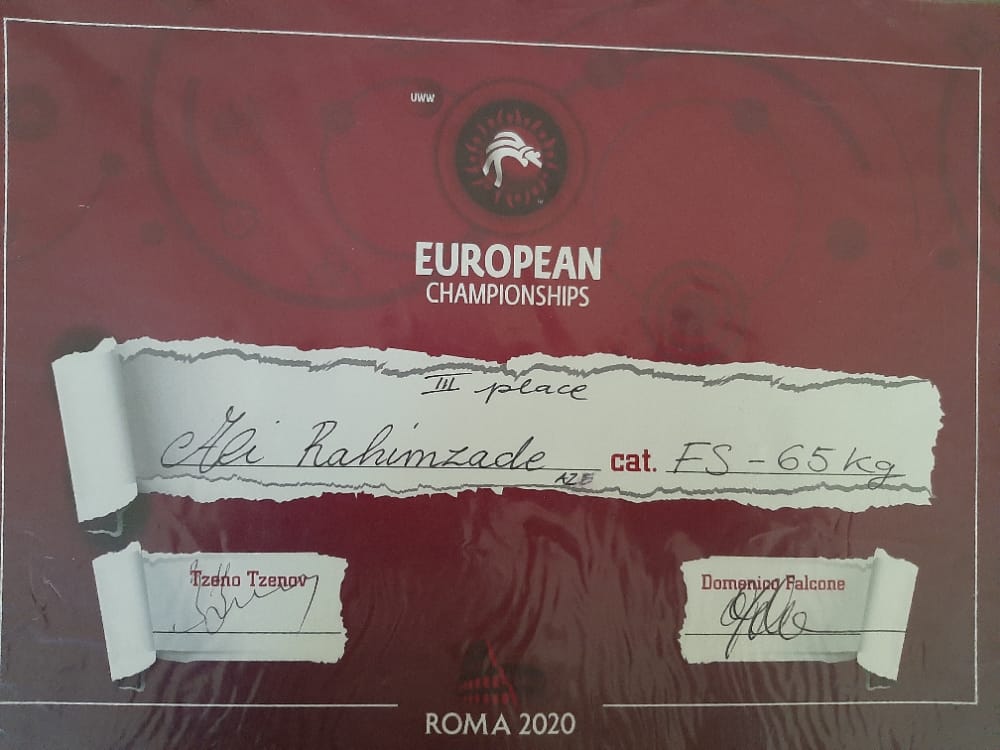 UWW
EUROPEAN
CHAMPIONSHIPS
III place
Ali Rahimzade cat. FS - 65 kg
AZE
Tzeno Tzenov
Domenico Falcone
ROMA 2020